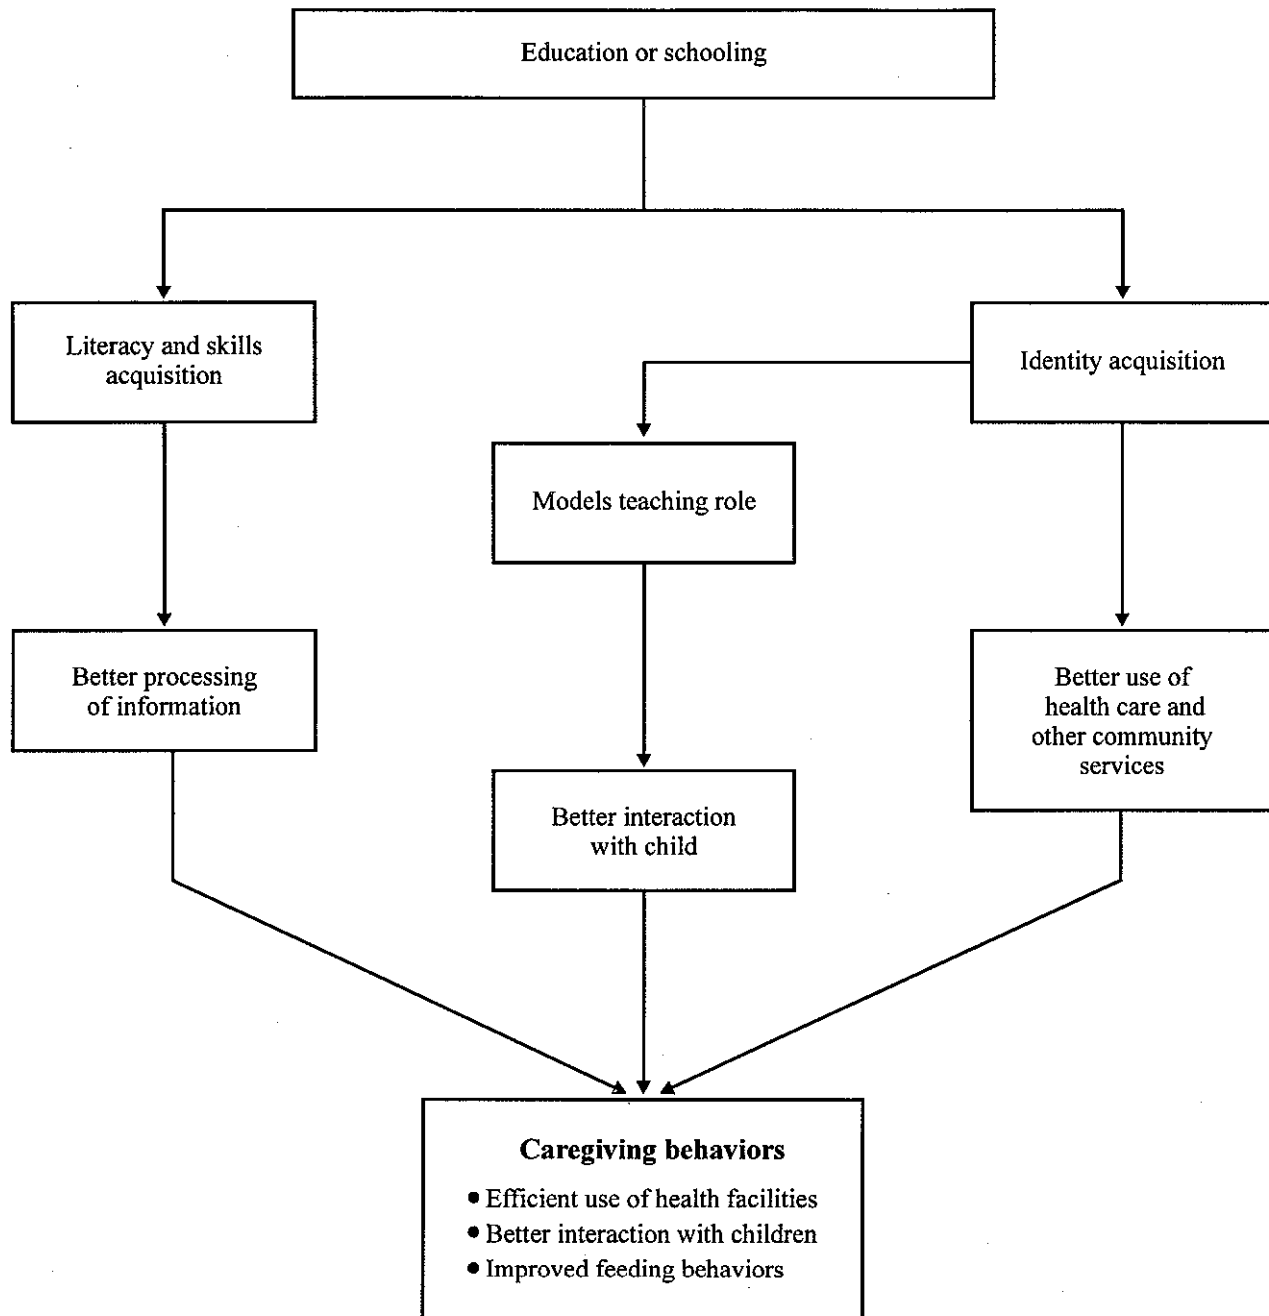 Education or schooling
Literacy and skills
acquisition
Identity acquisition
Models teaching role
Better processing
of information
Better use of
health care and
other community
services
Better interaction
with child
Caregiving behaviors
• Efficient use of health facilities
• Better interaction with children
• Improved feeding behaviors